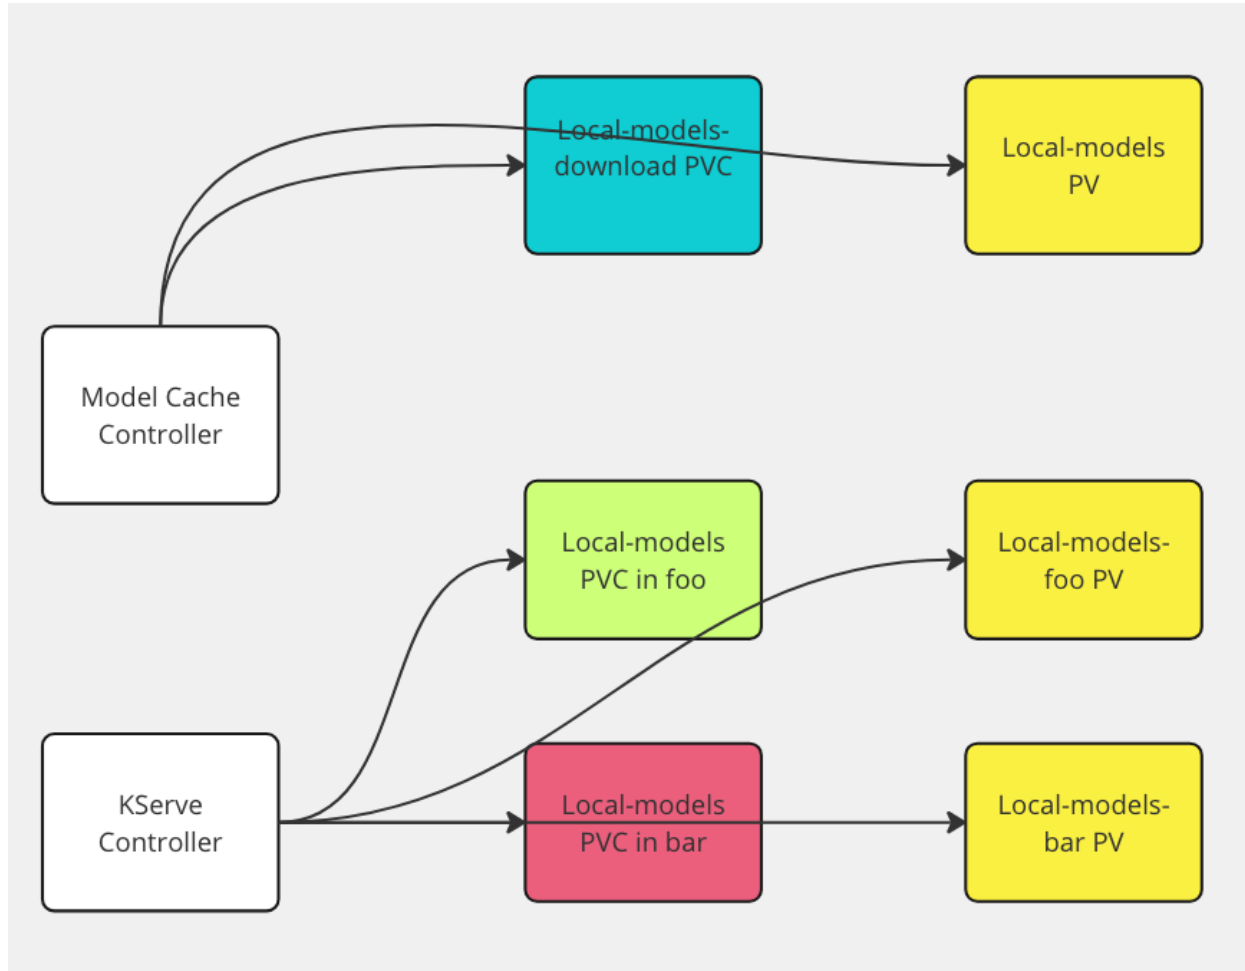 Local-models-
download PVC
Local-models
PV
Model Cache
Controller
Local-models
PVC in foo
Local-models-
foo PV
KServe
Controller
Local-models
PVC in bar
Local-models-
bar PV